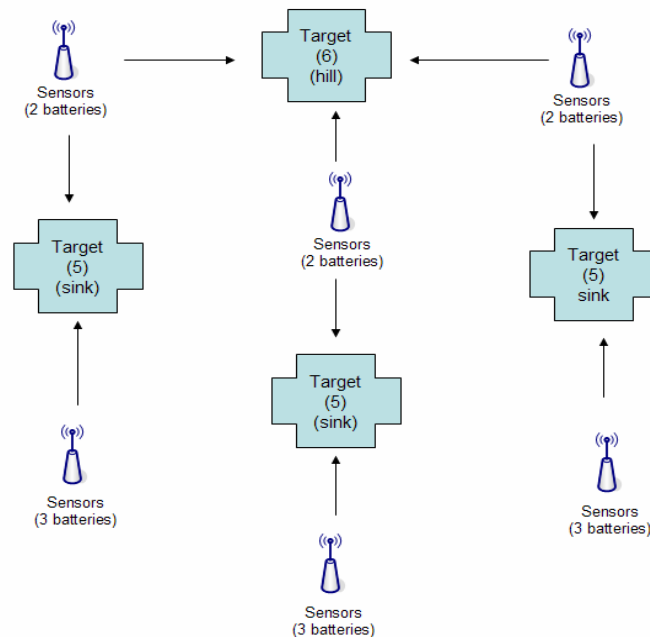 Target
(6)
(hill)
Sensors
(2 batteries)
Sensors
(2 batteries)
Sensors
(2 batteries)
Target
(5)
(sink)
Target
(5)
sink
Target
(5)
(sink)
Sensors
(3 batteries)
Sensors
(3 batteries)
Sensors
(3 batteries)